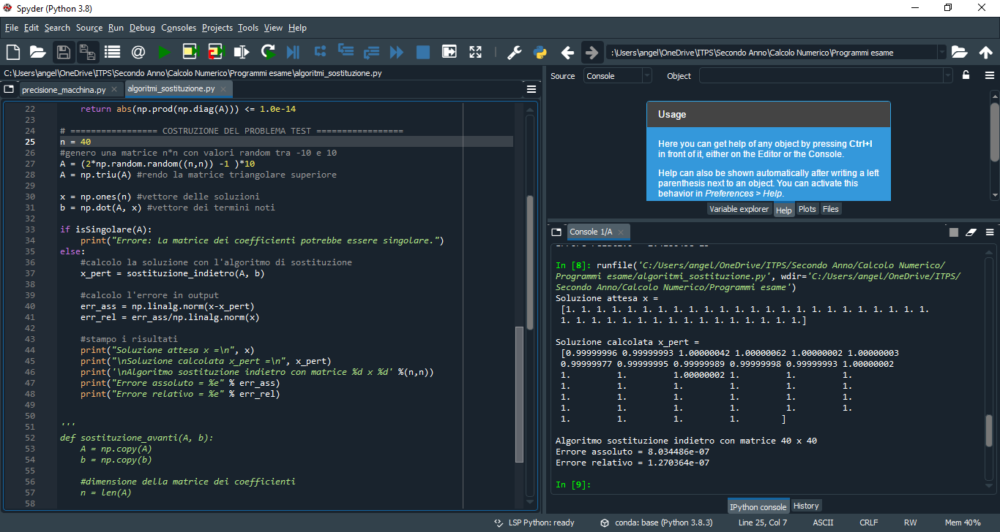 Spyder (Python 3.8)
File Edit Search Source Run Debug Consoles Projects Tools View Help
:\Users\angel\OneDrive\ITPS\Secondo Anno\Calcolo Numerico\Programmi esame
C:\Users\angel\OneDrive\ITPS\Secondo Anno\Calcolo Numerico\Programmi esame\algoritmi_sostituzione.py
precisione_macchina.py algoritmi_sostituzione.py
22 return abs(np.prod(np.diag(A))) <= 1.0e-14
23
24 # ================= COSTRUZIONE DEL PROBLEMA TEST =================
25 n = 40
26 #genero una matrice n*n con valori random tra -10 e 10
27 A = (2*np.random.random((n,n)) -1 )*10
28 A = np.triu(A) #rendo la matrice triangolare superiore
29
30 x = np.ones(n) #vettore delle soluzioni
31 b = np.dot(A, x) #vettore dei termini noti
32
33 if isSingolare(A):
34 print("Errore: La matrice dei coefficienti potrebbe essere singolare.")
35 else:
36 #calcolo la soluzione con l'algoritmo di sostituzione
37 x_pert = sostituzione_indietro(A, b)
38
39 #calcolo l'errore in output
40 err_ass = np.linalg.norm(x-x_pert)
41 err_rel = err_ass/np.linalg.norm(x)
42
43 #stampo i risultati
44 print("Soluzione attesa x =\n", x)
45 print("\nSoluzione calcolata x_pert =\n", x_pert)
46 print('\nAlgoritmo sostituzione indietro con matrice %d x %d' %(n,n))
47 print("Errore assoluto = %e" % err_ass)
48 print("Errore relativo = %e" % err_rel)
49
50
51 '''
52 def sostituzione_avanti(A, b):
53 A = np.copy(A)
54 b = np.copy(b)
55
56 #dimensione della matrice dei coefficienti
57 n = len(A)
58
Source Console Object
Usage
Here you can get help of any object by pressing Ctrl+I
in front of it, either on the Editor or the Console.
Help can also be shown automatically after writing a left
parenthesis next to an object. You can activate this
behavior in Preferences > Help.
Variable explorer Help Plots Files
Console 1/A
In [8]: runfile('C:/Users/angel/OneDrive/ITPS/Secondo Anno/Calcolo Numerico/
Programmi esame/algoritmi_sostituzione.py', wdir='C:/Users/angel/OneDrive/ITPS/
Secondo Anno/Calcolo Numerico/Programmi esame')
Soluzione attesa x =
[1. 1. 1. 1. 1. 1. 1. 1. 1. 1. 1. 1. 1. 1. 1. 1. 1. 1. 1. 1. 1. 1. 1. 1.
1. 1. 1. 1. 1. 1. 1. 1. 1. 1. 1. 1. 1. 1. 1. 1.]
Soluzione calcolata x_pert =
[0.99999996 0.99999993 1.00000042 1.00000062 1.00000002 1.00000003
0.99999977 0.99999995 0.99999989 0.99999998 0.99999993 1.00000002
1. 1. 1.00000002 1. 1. 1.
1. 1. 1. 1. 1. 1.
1. 1. 1. 1. 1. 1.
1. 1. 1. 1. 1. 1.
1. 1. 1. 1. ]
Algoritmo sostituzione indietro con matrice 40 x 40
Errore assoluto = 8.034486e-07
Errore relativo = 1.270364e-07
In [9]:
IPython console History
LSP Python: ready conda: base (Python 3.8.3) Line 25, Col 7 ASCII CRLF RW Mem 40%